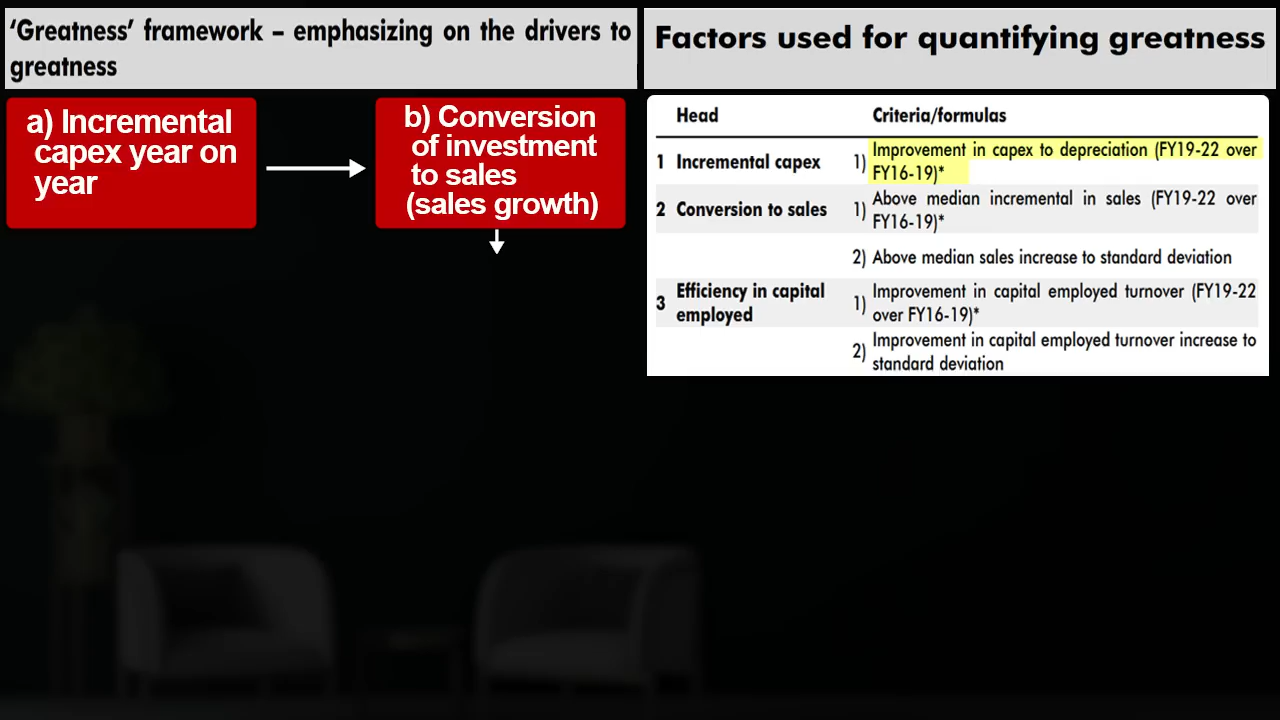 ‘Greatness’ framework – emphasizing on the drivers to
greatness
a) Incremental
capex year on
year
b) Conversion
of investment
to sales
(sales growth)
Factors used for quantifying greatness
Head Criteria/formulas
1 Incremental capex 1) Improvement in capex to depreciation (FY19-22 over
FY16-19)*
2 Conversion to sales 1) Above median incremental in sales (FY19-22 over
FY16-19)*
2) Above median sales increase to standard deviation
3 Efficiency in capital
employed
1) Improvement in capital employed turnover (FY19-22
over FY16-19)*
2) Improvement in capital employed turnover increase to
standard deviation